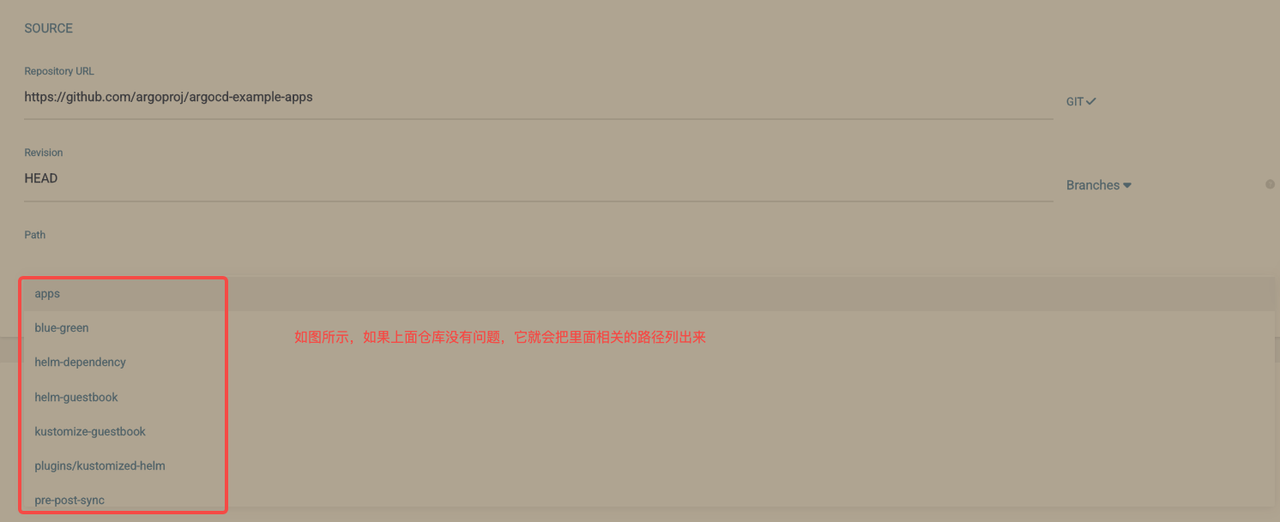 SOURCE
Repository URL
https://github.com/argoproj/argocd-example-apps
GIT
Revision
HEAD
Branches
Path
apps
blue-green
如图所示，如果上面仓库没有问题，它就会把里面相关的路径列出来
helm-dependency
helm-guestbook
kustomize-guestbook
plugins/kustomized-helm
pre-post-sync